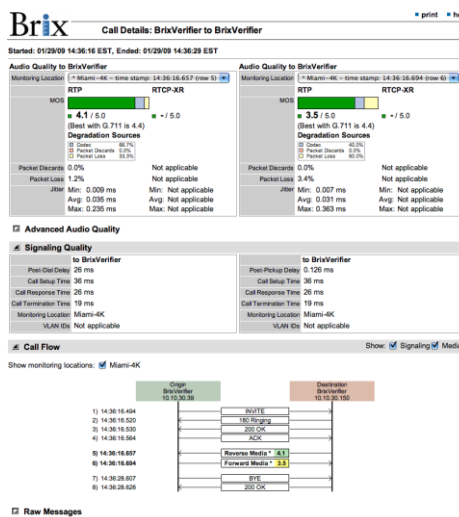 Brix
print
Call Details: BrixVerifier to BrixVerifier
Started: 01/29/09 14:36:16 EST, Ended: 01/29/09 14:36:29 EST
Audio Quality to BrixVerifier
Monitoring Location * Miami-4K - time stamp: 14:36:16.657 (row 5)
RTP RTCP-XR
MOS
4.1 / 5.0 - / 5.0
(Best with G.711 is 4.4)
Degradation Sources
Codec 66.7%
Packet Discards 0.0%
Packet Loss 33.3%
Packet Discards 0.0% Not applicable
Packet Loss 1.2% Not applicable
Jitter Min: 0.009 ms Min: Not applicable
Avg: 0.035 ms Avg: Not applicable
Max: 0.235 ms Max: Not applicable
Audio Quality to BrixVerifier
Monitoring Location * Miami-4K - time stamp: 14:36:16.694 (row 6)
RTP RTCP-XR
MOS
3.5 / 5.0 - / 5.0
(Best with G.711 is 4.4)
Degradation Sources
Codec 40.0%
Packet Discards 0.0%
Packet Loss 60.0%
Packet Discards 0.0% Not applicable
Packet Loss 3.4% Not applicable
Jitter Min: 0.007 ms Min: Not applicable
Avg: 0.031 ms Avg: Not applicable
Max: 0.363 ms Max: Not applicable
Advanced Audio Quality
Signaling Quality
to BrixVerifier
Post-Dial Delay 26 ms
Call Setup Time 36 ms
Call Response Time 26 ms
Call Termination Time 19 ms
Monitoring Location Miami-4K
VLAN IDs Not applicable
to BrixVerifier
Post-Pickup Delay 0.126 ms
Call Setup Time 36 ms
Call Response Time 26 ms
Call Termination Time 19 ms
Monitoring Location Miami-4K
VLAN IDs Not applicable
Call Flow Show: Signaling Media
Show monitoring locations: Miami-4K
Origin
BrixVerifier
10.10.30.39
Destination
BrixVerifier
10.10.30.150
1) 14:36:16.494 INVITE
2) 14:36:16.520 180 Ringing
3) 14:36:16.530 200 OK
4) 14:36:16.564 ACK
5) 14:36:16.657 Reverse Media * 4.1
6) 14:36:16.694 Forward Media * 3.5
7) 14:36:28.607 BYE
8) 14:36:28.626 200 OK
Raw Messages